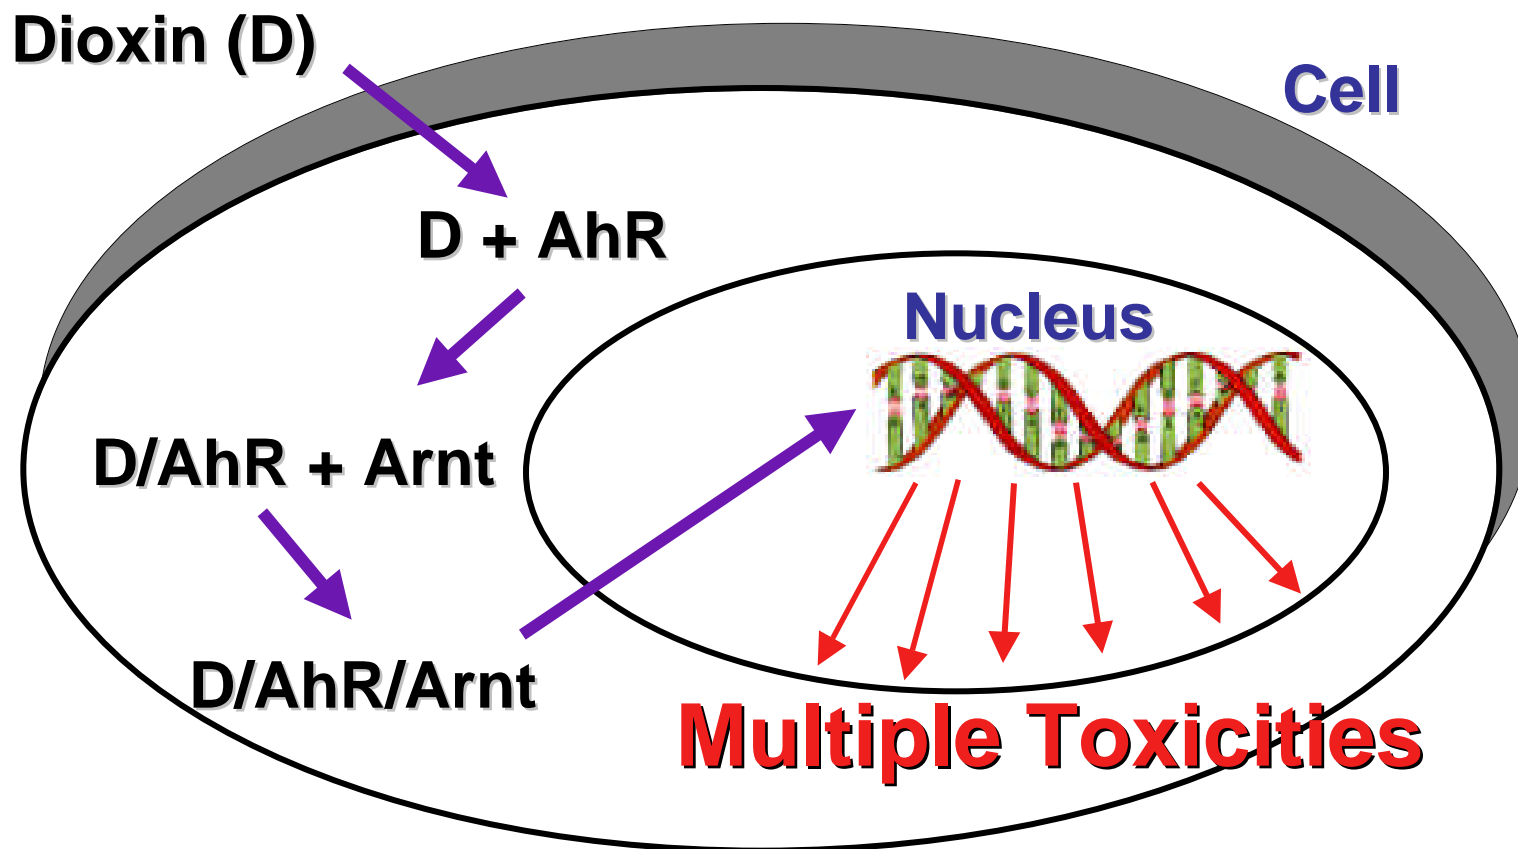 Dioxin (D)
Cell
D + AhR
Nucleus
D/AhR + Arnt
D/AhR/Arnt
Multiple Toxicities